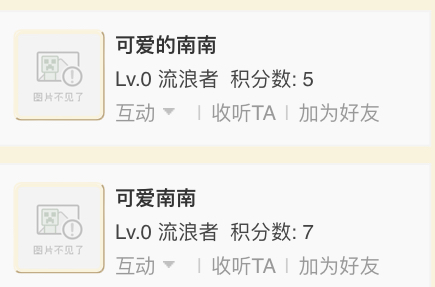 可爱的南南
Lv.0 流浪者 积分数: 5
图片不见了
互动 收听TA 加为好友
可爱南南
Lv.0 流浪者 积分数: 7
图片不见了
互动 收听TA 加为好友